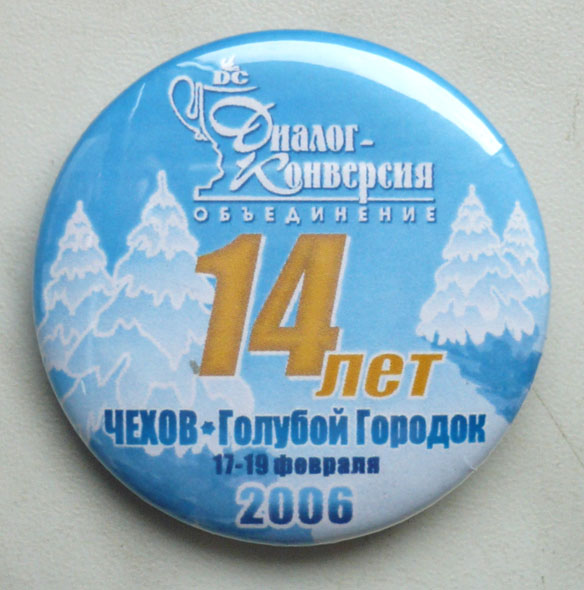 DC
Диалог-
Конверсия
ОБЪЕДИНЕНИЕ
14 лет
ЧЕХОВ*Голубой Городок
17-19 февраля
2006